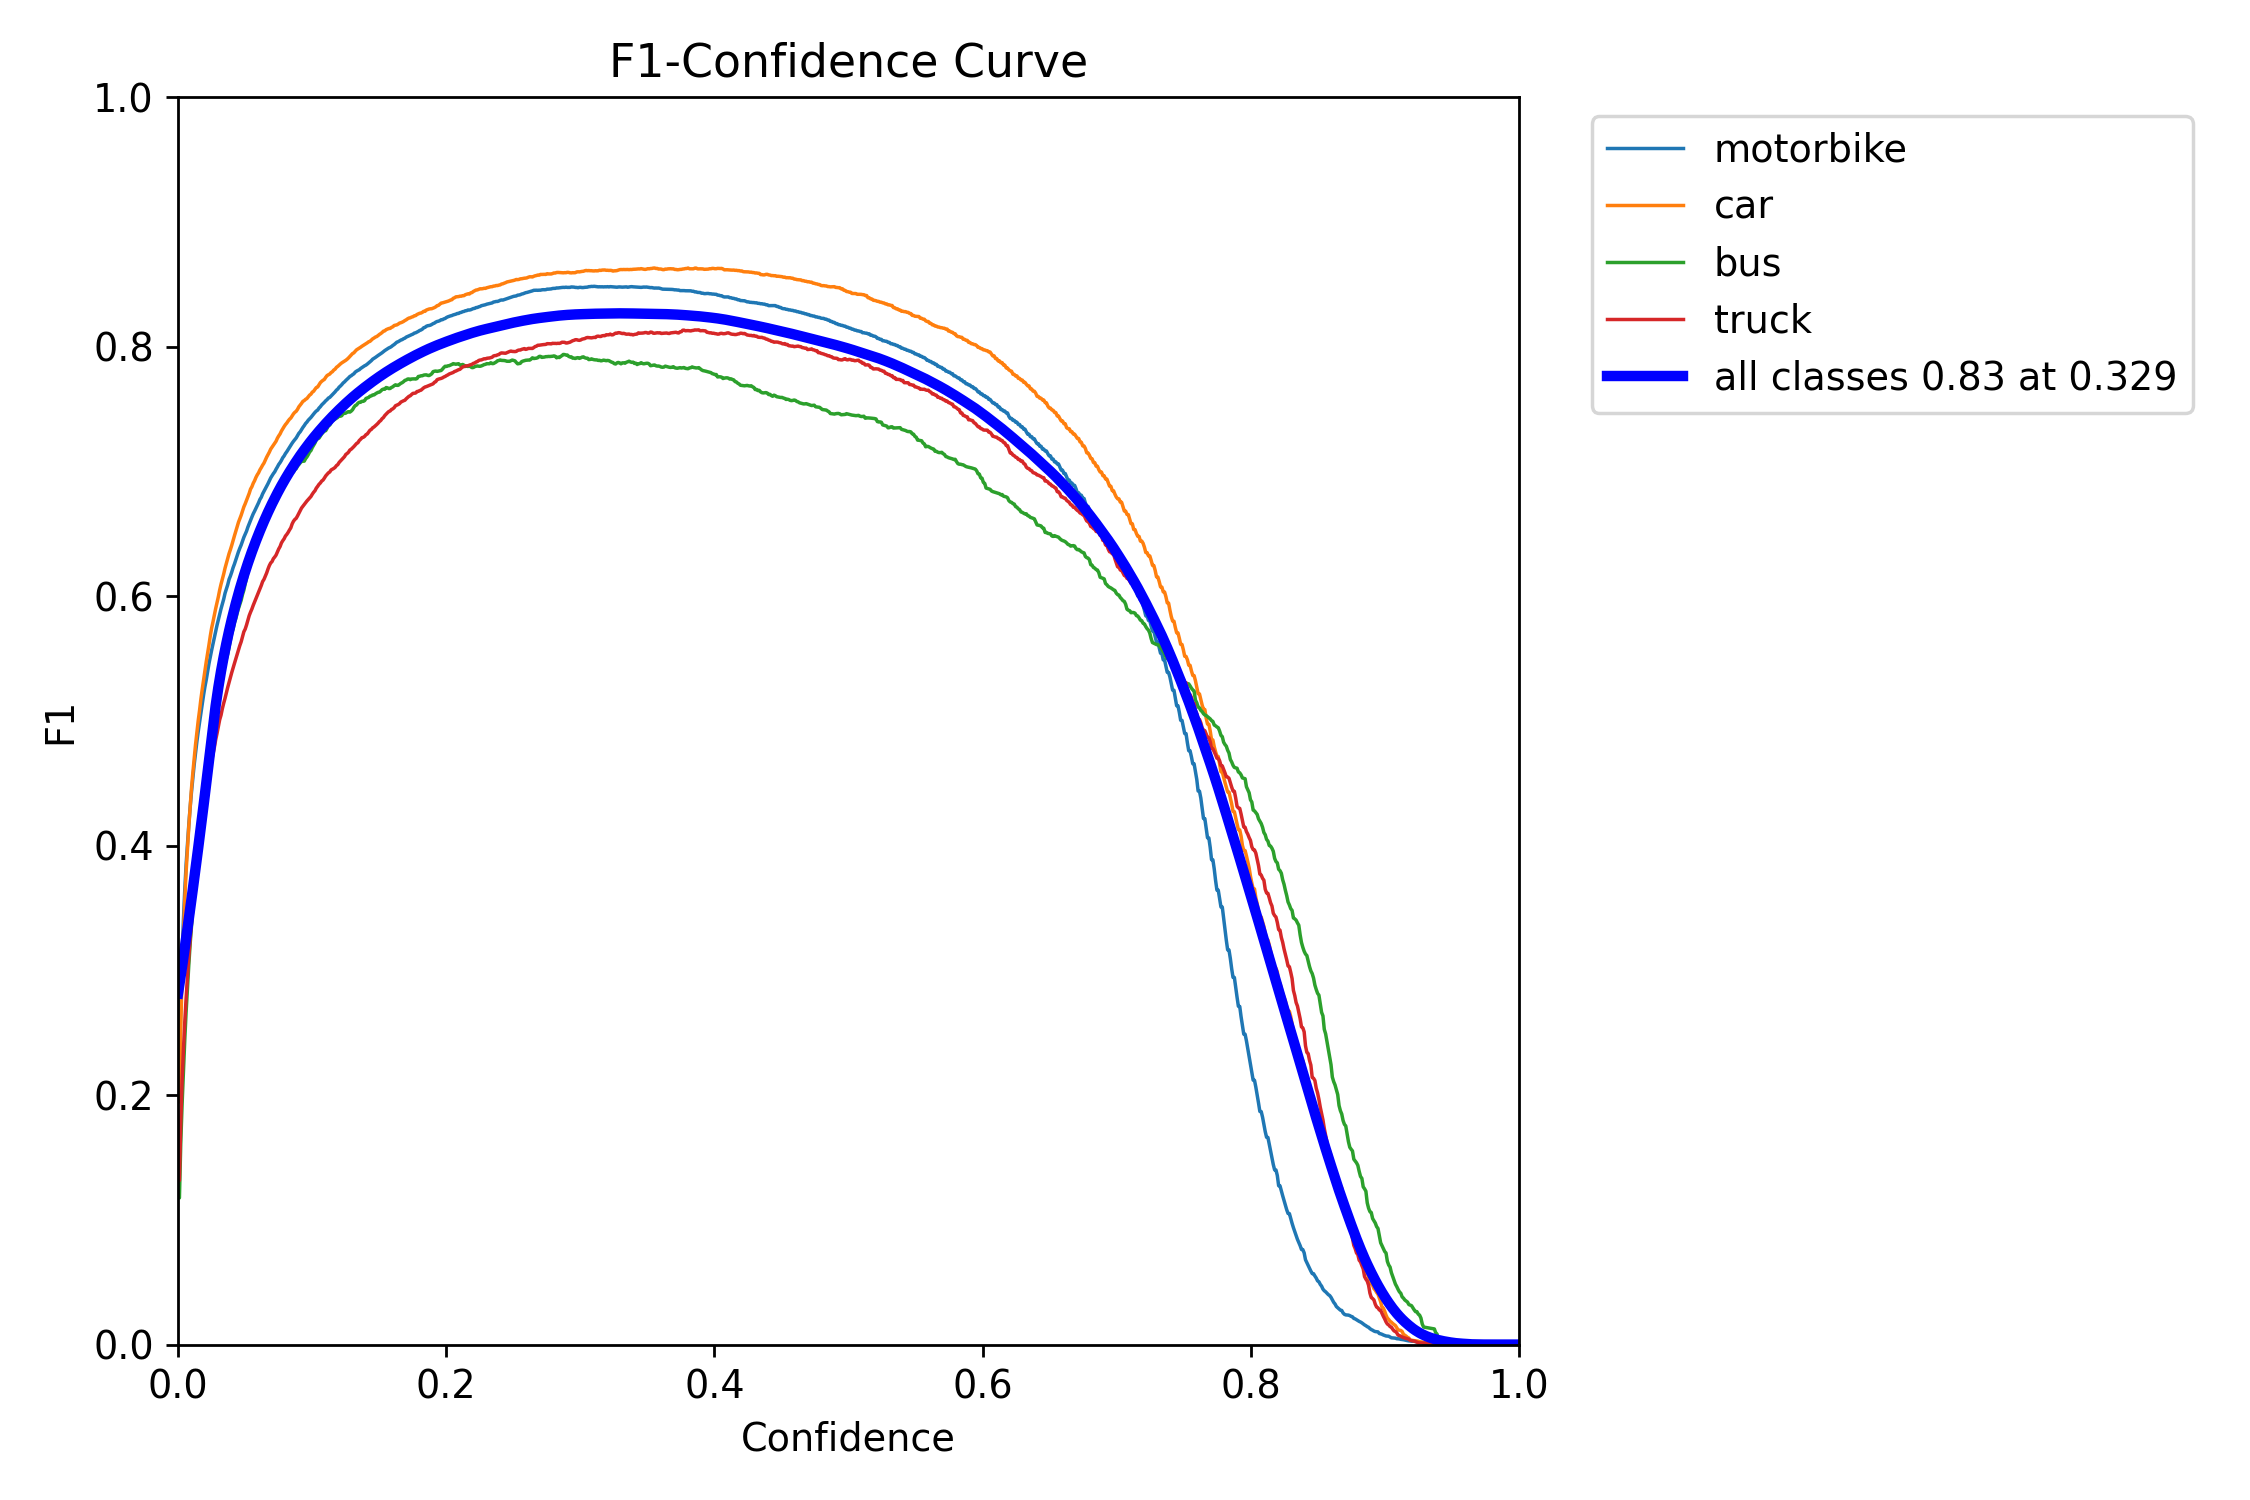 F1-Confidence Curve
1.0
0.8
0.6
0.4
0.2
0.0
F1
0.0 0.2 0.4 0.6 0.8 1.0
Confidence
motorbike
car
bus
truck
all classes 0.83 at 0.329